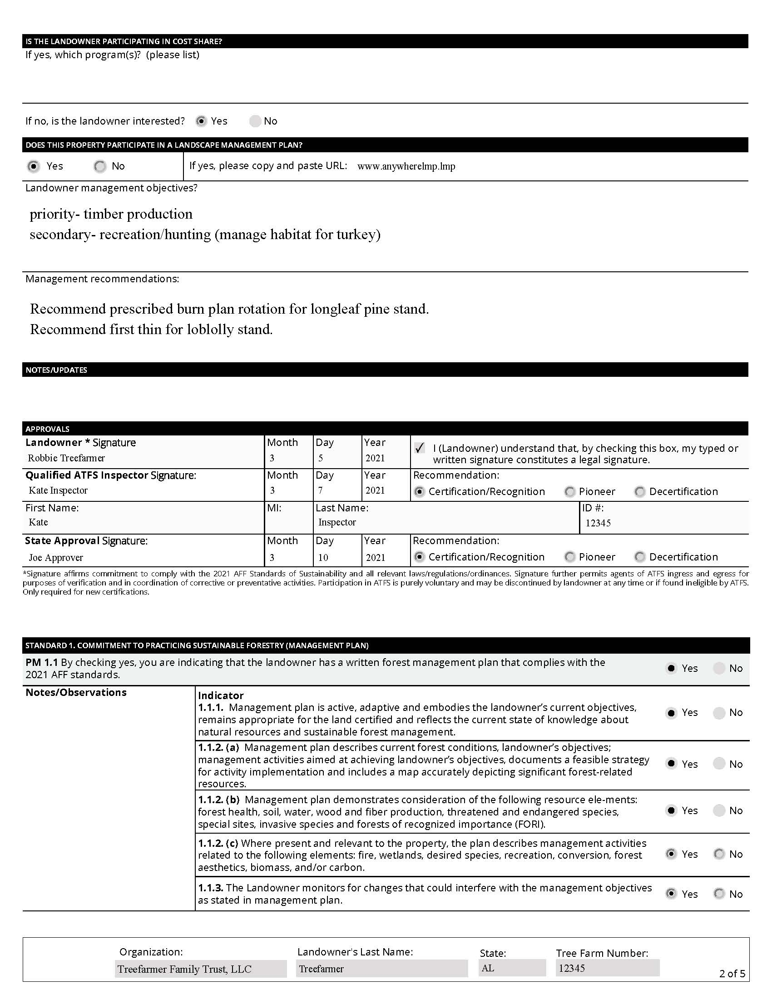 IS THE LANDOWNER PARTICIPATING IN COST SHARE?
If yes, which program(s)?  (please list)
If no, is the landowner interested? Yes No
DOES THIS PROPERTY PARTICIPATE IN A LANDSCAPE MANAGEMENT PLAN?
Yes No If yes, please copy and paste URL: www.anywherelmp.lmp
Landowner management objectives?
priority- timber production
secondary- recreation/hunting (manage habitat for turkey)
Management recommendations:
Recommend prescribed burn plan rotation for longleaf pine stand.
Recommend first thin for loblolly stand.
NOTES/UPDATES
APPROVALS
Landowner * Signature Month Day Year
Robbie Treefarmer 3 5 2021
✓ I (Landowner) understand that, by checking this box, my typed or
written signature constitutes a legal signature.
Qualified ATFS Inspector Signature: Month Day Year Recommendation:
Kate Inspector 3 7 2021 Certification/Recognition Pioneer Decertification
First Name: MI: Last Name: ID #:
Kate Inspector 12345
State Approval Signature: Month Day Year Recommendation:
Joe Approver 3 10 2021 Certification/Recognition Pioneer Decertification
*Signature affirms commitment to comply with the 2021 AFF Standards of Sustainability and all relevant laws/regulations/ordinances. Signature further permits agents of ATFS ingress and egress for
purposes of verification and in coordination of corrective or preventative activities. Participation in ATFS is purely voluntary and may be discontinued by landowner at any time or if found ineligible by ATFS.
Only required for new certifications.
STANDARD 1. COMMITMENT TO PRACTICING SUSTAINABLE FORESTRY (MANAGEMENT PLAN)
PM 1.1 By checking yes, you are indicating that the landowner has a written forest management plan that complies with the
2021 AFF standards. Yes No
Notes/Observations
Indicator
1.1.1. Management plan is active, adaptive and embodies the landowner's current objectives,
remains appropriate for the land certified and reflects the current state of knowledge about
natural resources and sustainable forest management.
Yes No
1.1.2. (a) Management plan describes current forest conditions, landowner's objectives;
management activities aimed at achieving landowner's objectives, documents a feasible strategy
for activity implementation and includes a map accurately depicting significant forest-related
resources.
Yes No
1.1.2. (b) Management plan demonstrates consideration of the following resource ele-ments:
forest health, soil, water, wood and fiber production, threatened and endangered species,
special sites, invasive species and forests of recognized importance (FORI).
Yes No
1.1.2. (c) Where present and relevant to the property, the plan describes management activities
related to the following elements: fire, wetlands, desired species, recreation, conversion, forest
aesthetics, biomass, and/or carbon.
Yes No
1.1.3. The Landowner monitors for changes that could interfere with the management objectives
as stated in management plan.
Yes No
Organization: Landowner's Last Name: State: Tree Farm Number:
Treefarmer Family Trust, LLC Treefarmer AL 12345
2 of 5